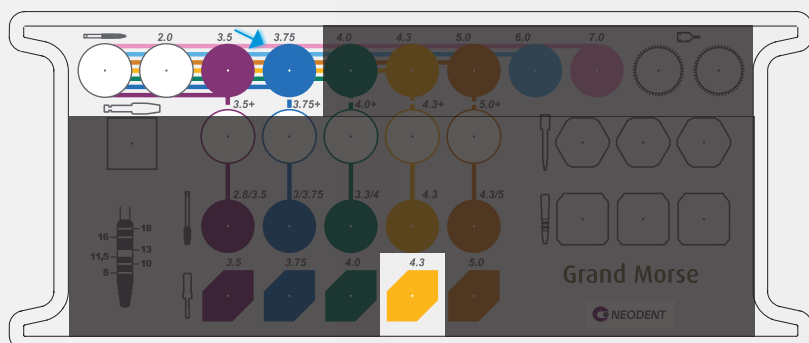 2.0 3.5 3.75 4.0 4.3 5.0 6.0 7.0
3.5+ 3.75+ 4.0+ 4.3+ 5.0+
2.8/3.5 3/3.75 3.3/4 4.3 4.3/5
18
16
13
11,5
10
8
3.5 3.75 4.0 4.3 5.0
Grand Morse
NEODENT